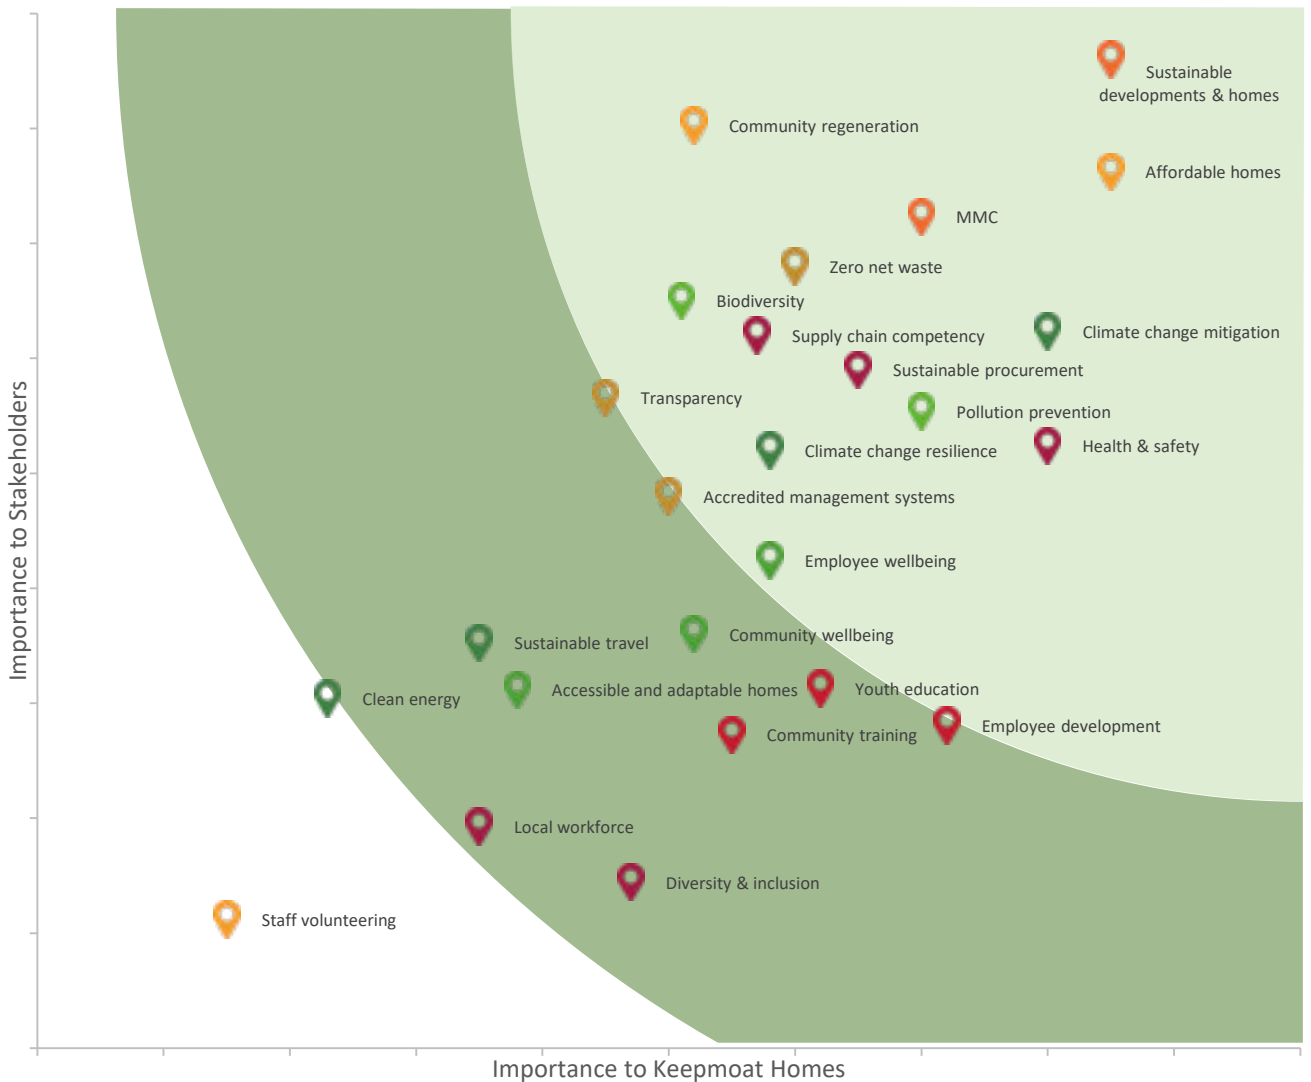 Sustainable
developments & homes
Community regeneration
Affordable homes
MMC
Zero net waste
Biodiversity
Supply chain competency
Climate change mitigation
Sustainable procurement
Transparency
Pollution prevention
Health & safety
Climate change resilience
Accredited management systems
Employee wellbeing
Community wellbeing
Sustainable travel
Accessible and adaptable homes
Youth education
Clean energy
Employee development
Community training
Local workforce
Diversity & inclusion
Staff volunteering
Importance to Stakeholders
Importance to Keepmoat Homes